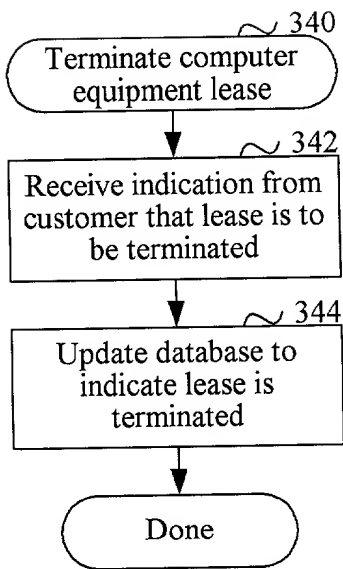 340
Terminate computer
equipment lease
342
Receive indication from
customer that lease is to
be terminated
344
Update database to
indicate lease is
terminated
Done